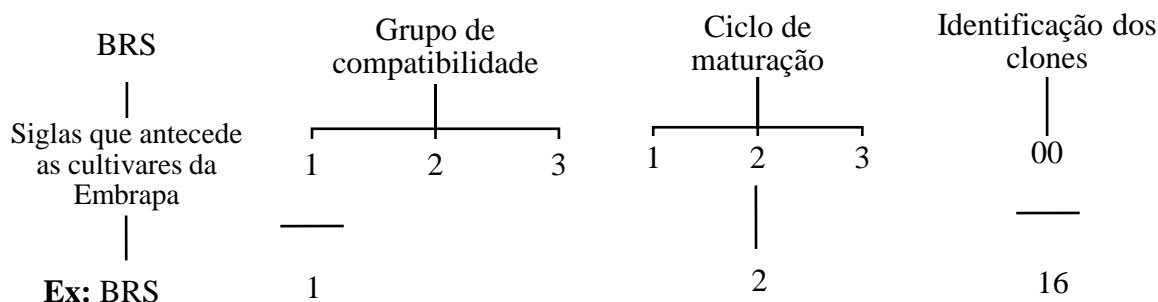 BRS
Grupo de
compatibilidade
Ciclo de
maturação
Identificação dos
clones
Siglas que antecede
as cultivares da
Embrapa
1 2 3
1 2 3
00
Ex: BRS 1 2 16